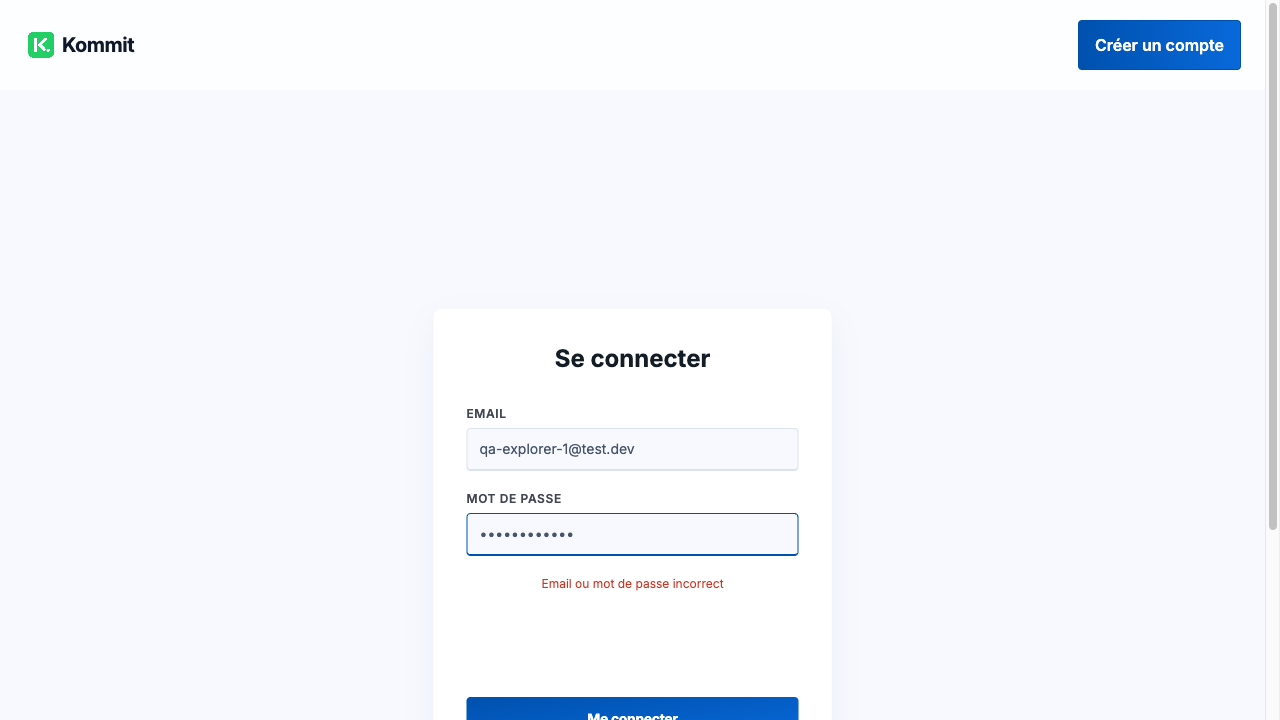 Kommit
Créer un compte
Se connecter
EMAIL
qa-explorer-1@test.dev
MOT DE PASSE
••••••••••••
Email ou mot de passe incorrect
Me connecter